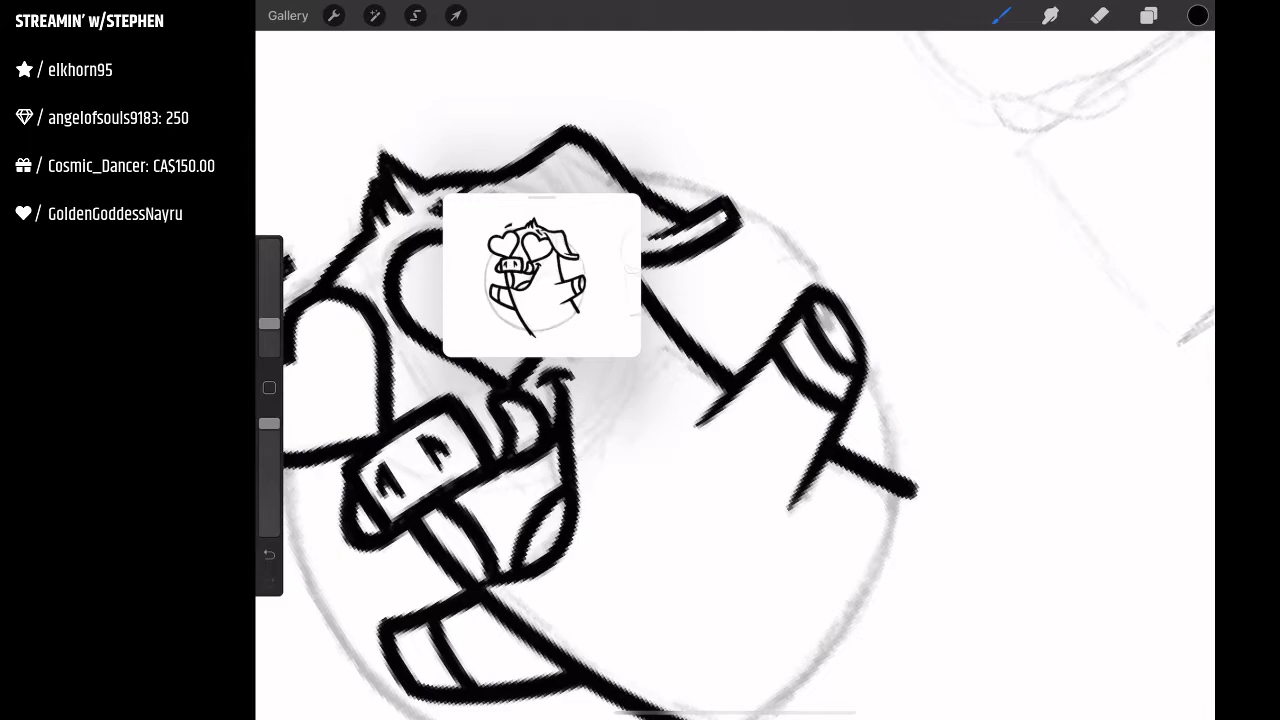 STREAMIN' w/STEPHEN
/ elkhorn95
/ angelofsouls9183: 250
/ Cosmic_Dancer: CA$150.00
/ GoldenGoddessNayru
Gallery